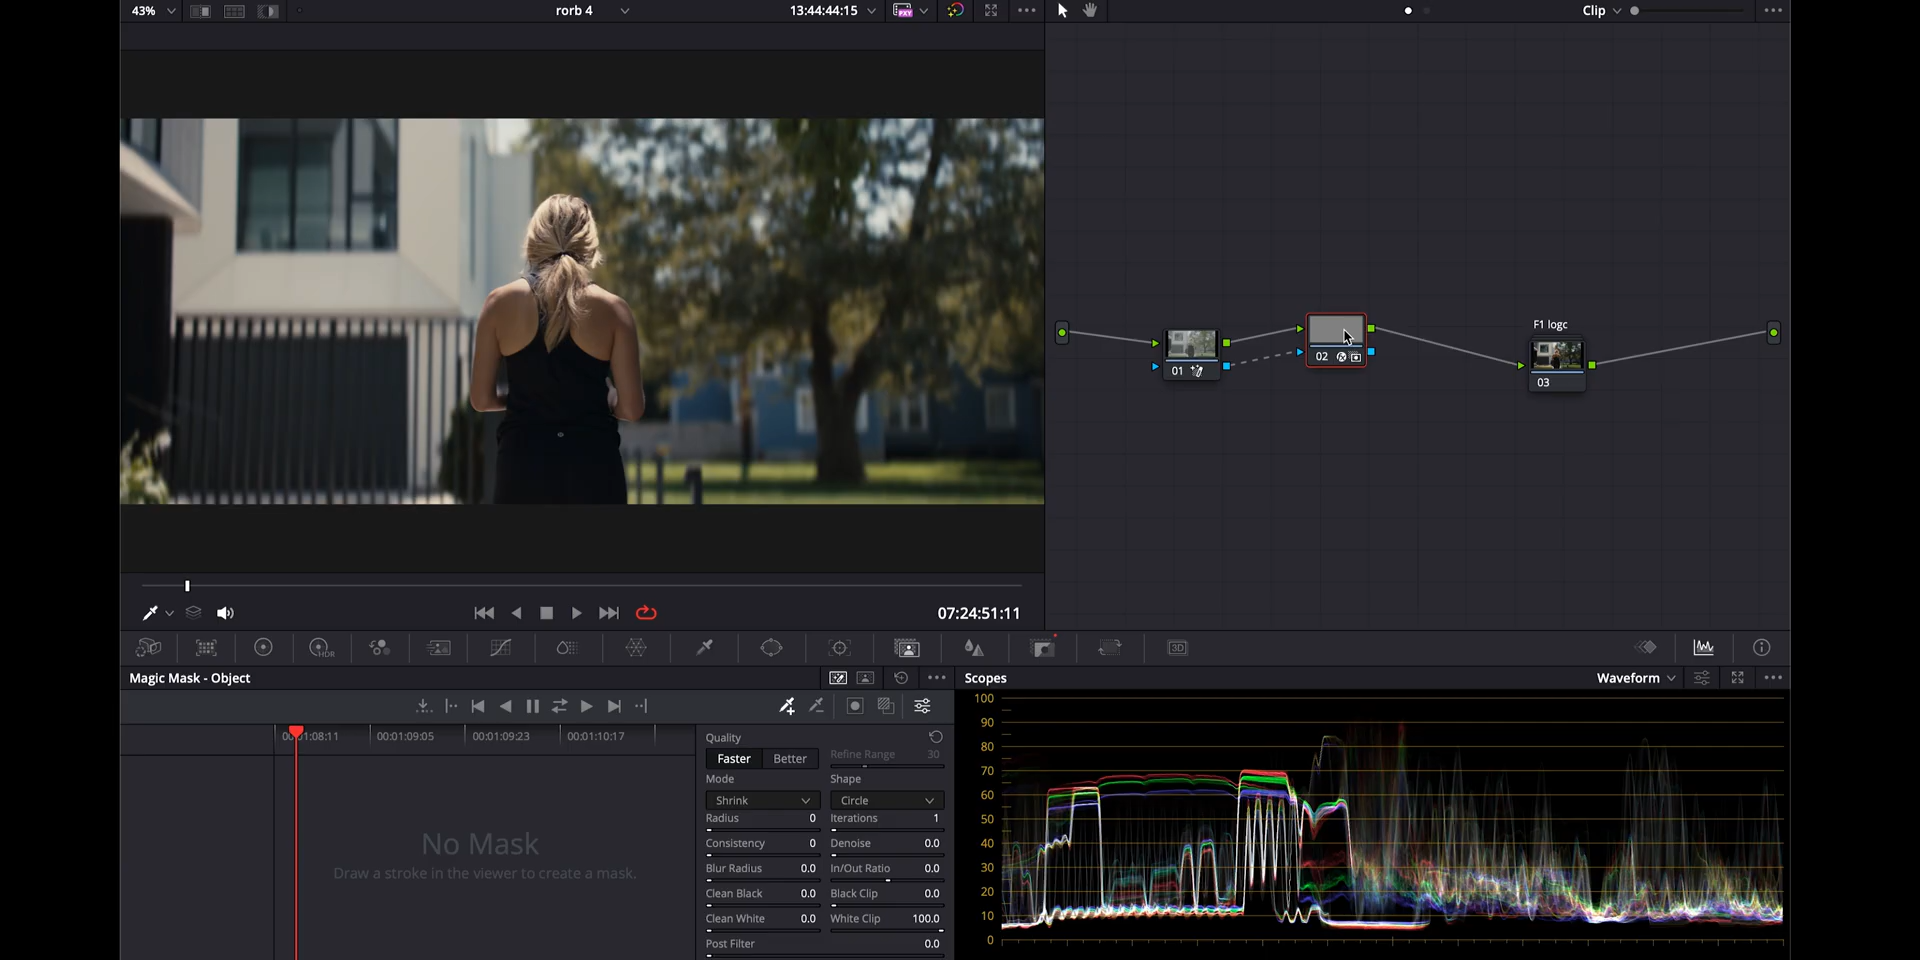 43%
rorb 4
13:44:44:15
PXY
Clip
F1 logc
01
02
03
07:24:51:11
HDR
3D
Magic Mask - Object
Scopes
Waveform
00:01:09:05
00:01:09:23
00:01:10:17
No Mask
Draw a stroke in the viewer to create a mask.
Quality
Faster
Better
Refine Range 30
Mode
Shape
Shrink
Circle
Radius 0
Iterations 1
Consistency 0
Denoise 0.0
Blur Radius 0.0
In/Out Ratio 0.0
Clean Black 0.0
Black Clip 0.0
Clean White 0.0
White Clip 100.0
Post Filter 0.0
100
90
80
70
60
50
40
30
20
10
0